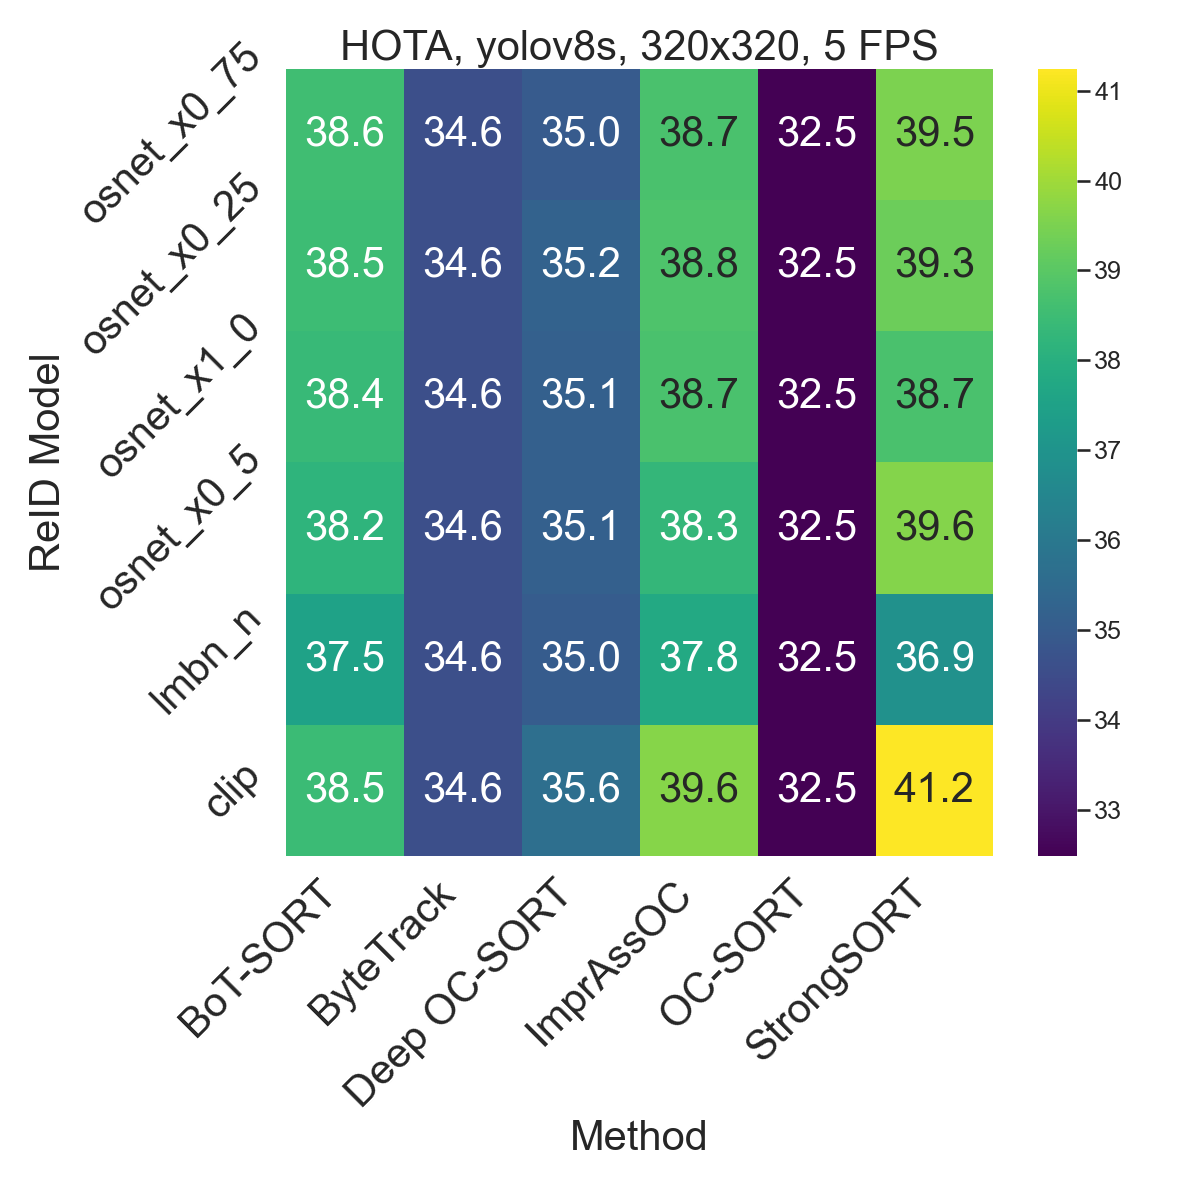 HOTA, yolov8s, 320x320, 5 FPS
ReID Model
osnet_x0_75 38.6 34.6 35.0 38.7 32.5 39.5
osnet_x0_25 38.5 34.6 35.2 38.8 32.5 39.3
osnet_x1_0 38.4 34.6 35.1 38.7 32.5 38.7
osnet_x0_5 38.2 34.6 35.1 38.3 32.5 39.6
lmbn_n 37.5 34.6 35.0 37.8 32.5 36.9
clip 38.5 34.6 35.6 39.6 32.5 41.2
BoT-SORT ByteTrack Deep OC-SORT ImprAssOC OC-SORT StrongSORT
Method
41
40
39
38
37
36
35
34
33